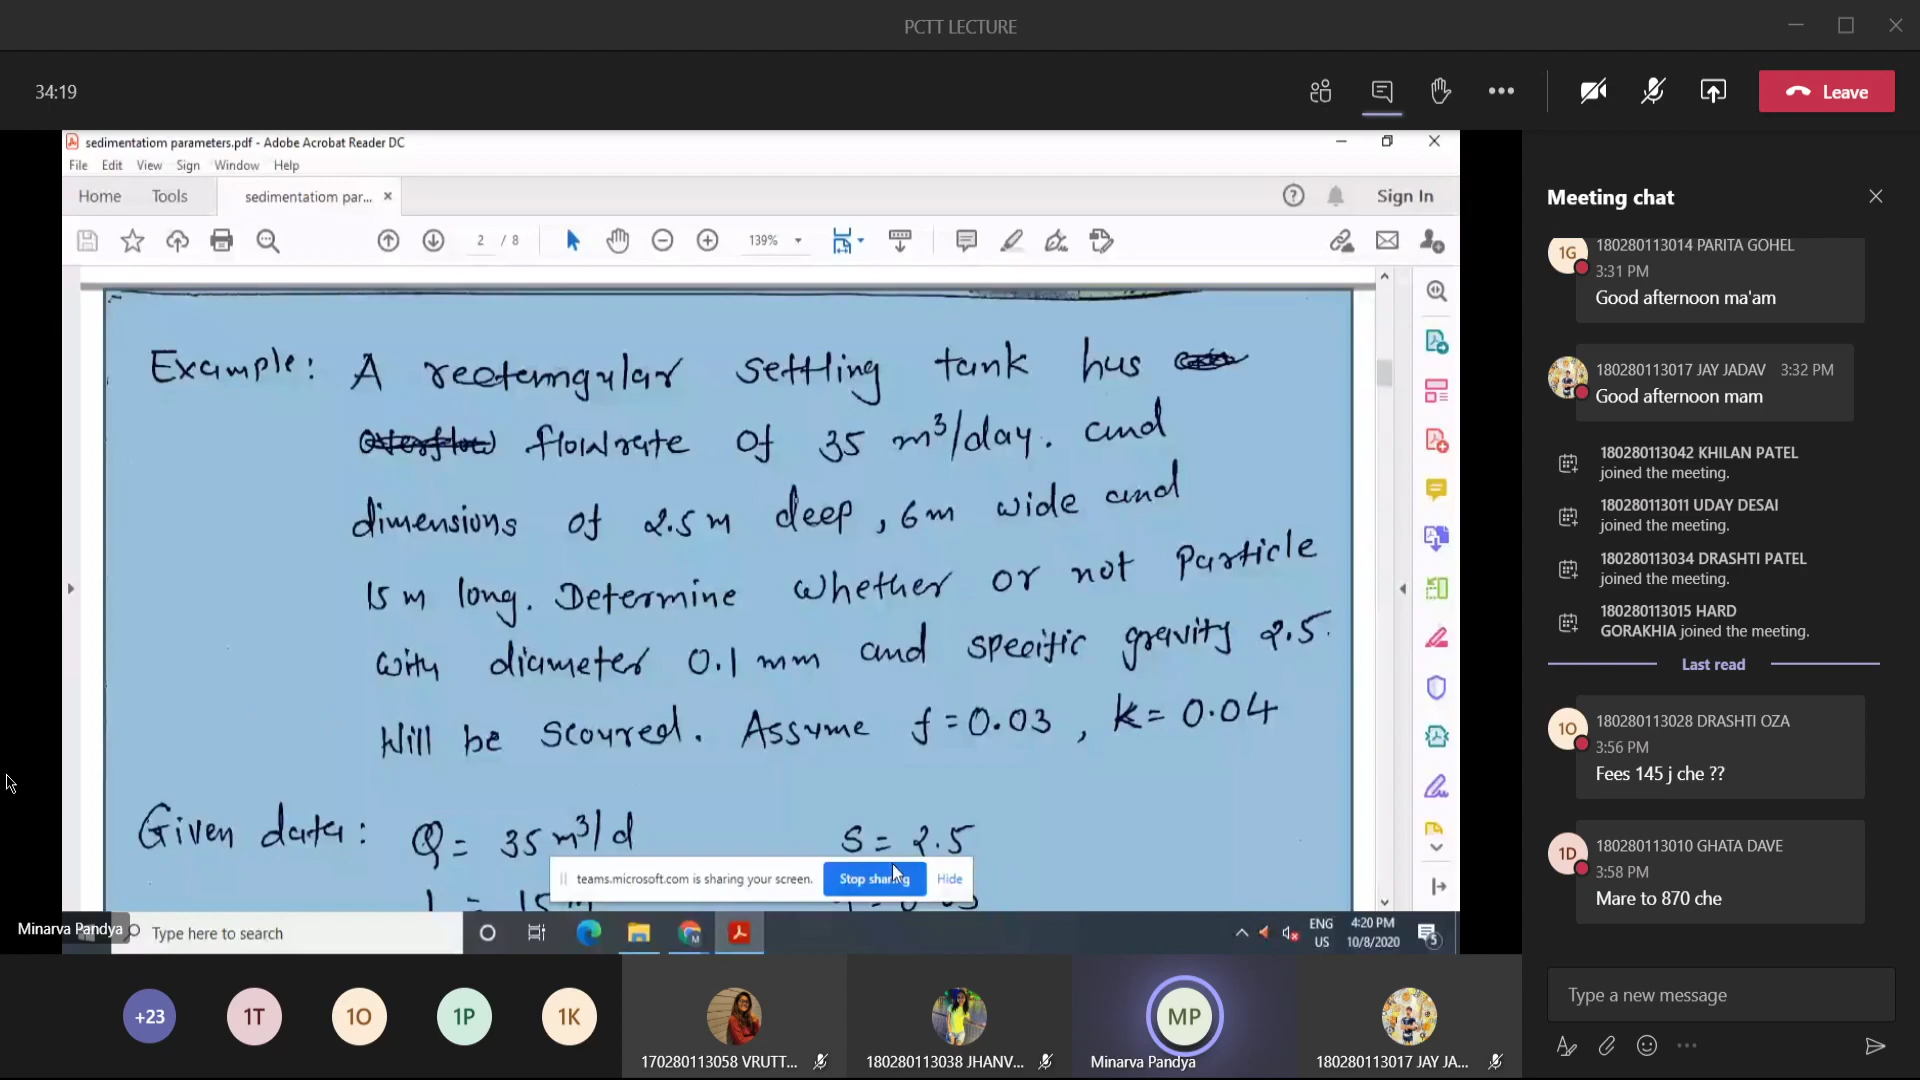 PCTT LECTURE
34:19
Leave
sedimentatiom parameters.pdf - Adobe Acrobat Reader DC
File Edit View Sign Window Help
Home Tools sedimentatiom par... Sign In
2 / 8 139%
Example: A rectemgular settling tank has
flowrate of 35 m³/day. and
dimensions of 2.5 m deep, 6 m wide and
15 m long. Determine whether or not Particle
with diameter 0.1 mm and specific gravity 2.5.
Will be scoured. Assume f = 0.03, k = 0.04
Given data: Q = 35 m³/d S = 2.5
teams.microsoft.com is sharing your screen. Stop sharing Hide
Minarva Pandya
Type here to search
ENG
US
4:20 PM
10/8/2020
5
+23 1T 1O 1P 1K
170280113058 VRUTT...
180280113038 JHANV...
MP
Minarva Pandya
180280113017 JAY JA...
Meeting chat
1G
180280113014 PARITA GOHEL
3:31 PM
Good afternoon ma'am
180280113017 JAY JADAV 3:32 PM
Good afternoon mam
180280113042 KHILAN PATEL
joined the meeting.
180280113011 UDAY DESAI
joined the meeting.
180280113034 DRASHTI PATEL
joined the meeting.
180280113015 HARD
GORAKHIA joined the meeting.
Last read
1O
180280113028 DRASHTI OZA
3:56 PM
Fees 145 j che ??
1D
180280113010 GHATA DAVE
3:58 PM
Mare to 870 che
Type a new message